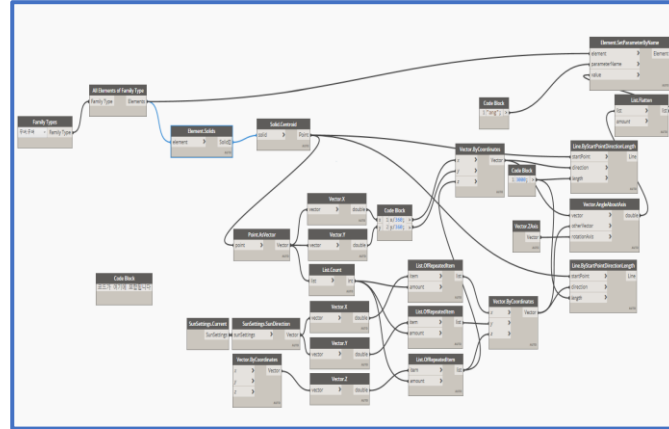 Element.SetParameterByName
element
Element
parameterName
value
All Elements of Family Type
Family Type
Elements
List.Flatten
list
list
amount
Code Block
Family Types
Family Type
Element.Solids
element
Solid.Centroid
solid
Point
Vector.ByCoordinates
x
Vector
y
z
Line.ByStartPointDirectionLength
startPoint
Line
direction
length
Code Block
Vector.X
vector
double
Code Block
Vector.Y
vector
double
Vector.AngleAboutAxis
vector
double
otherVector
rotationAxis
Vector.ZAxis
Vector
Point.AsVector
point
Vector
List.Count
list
int
List.OfRepeatedItem
item
list
amount
Line.ByStartPointDirectionLength
startPoint
Line
direction
length
Code Block
Vector.ByCoordinates
x
Vector
y
z
Vector.X
vector
double
List.OfRepeatedItem
item
list
amount
SunSettings.Current
SunSettings
SunSettings.SunDirection
sunSettings
Vector
Vector.Y
vector
double
Vector.ByCoordinates
x
Vector
y
z
Vector.Z
vector
double
List.OfRepeatedItem
item
list
amount